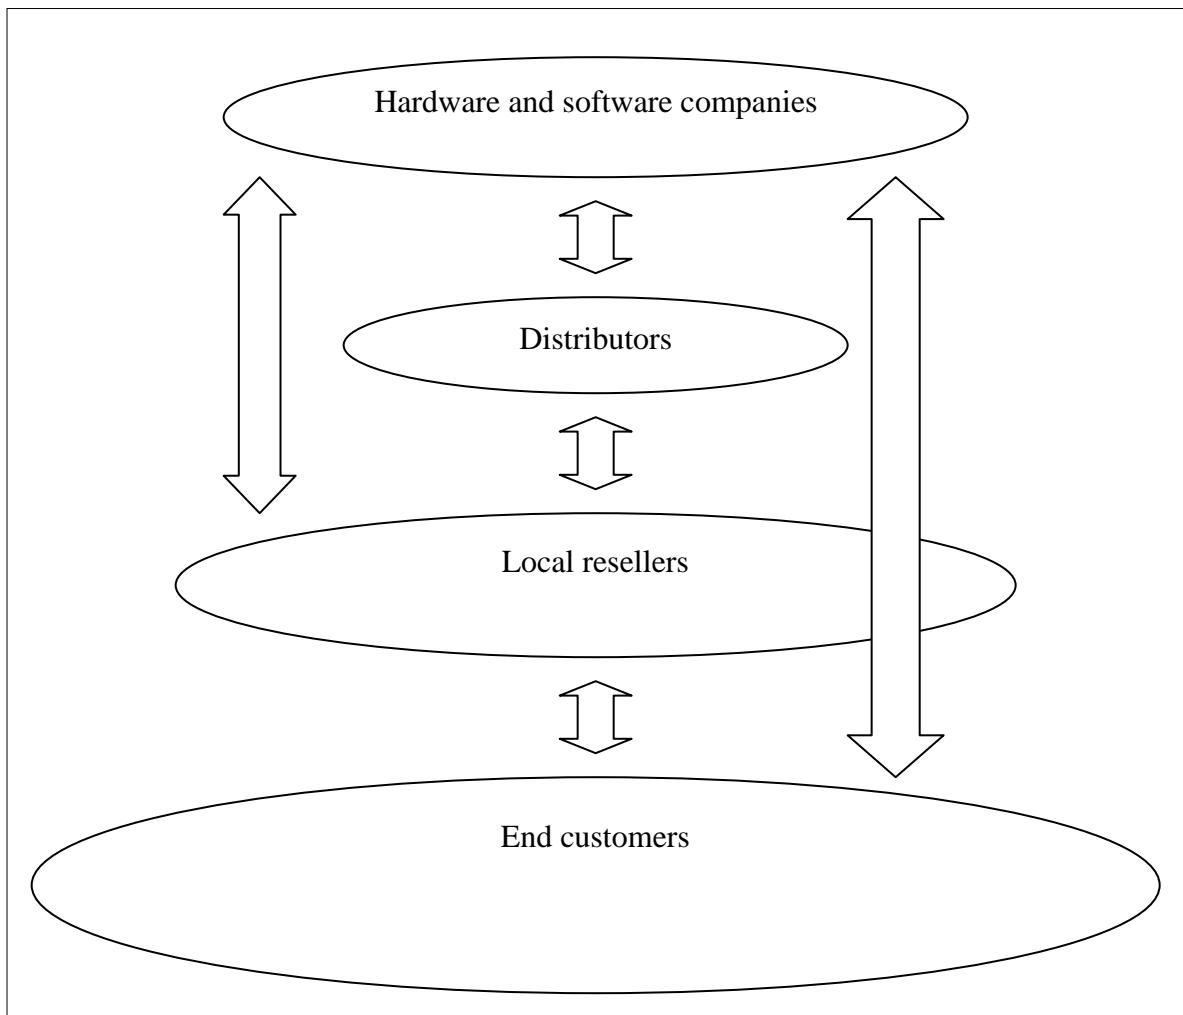 Hardware and software companies
Distributors
Local resellers
End customers